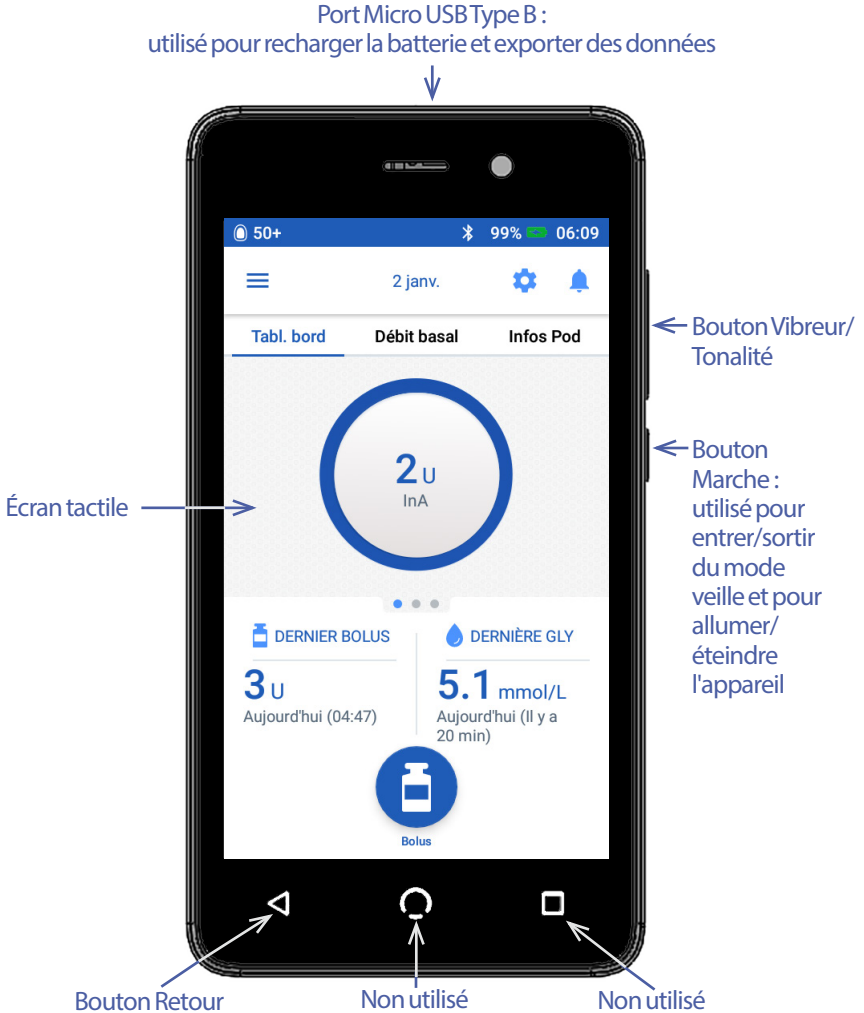 Port Micro USB Type B :
utilisé pour recharger la batterie et exporter des données
50+
99%
06:09
2 janv.
Tabl. bord
Débit basal
Infos Pod
2 U
InA
DERNIER BOLUS
3 U
Aujourd'hui (04:47)
DERNIÈRE GLY
5.1 mmol/L
Aujourd'hui (Il y a
20 min)
Bolus
Écran tactile
Bouton Vibreur/
Tonalité
Bouton
Marche :
utilisé pour
entrer/sortir
du mode
veille et pour
allumer/
éteindre
l'appareil
Bouton Retour
Non utilisé
Non utilisé